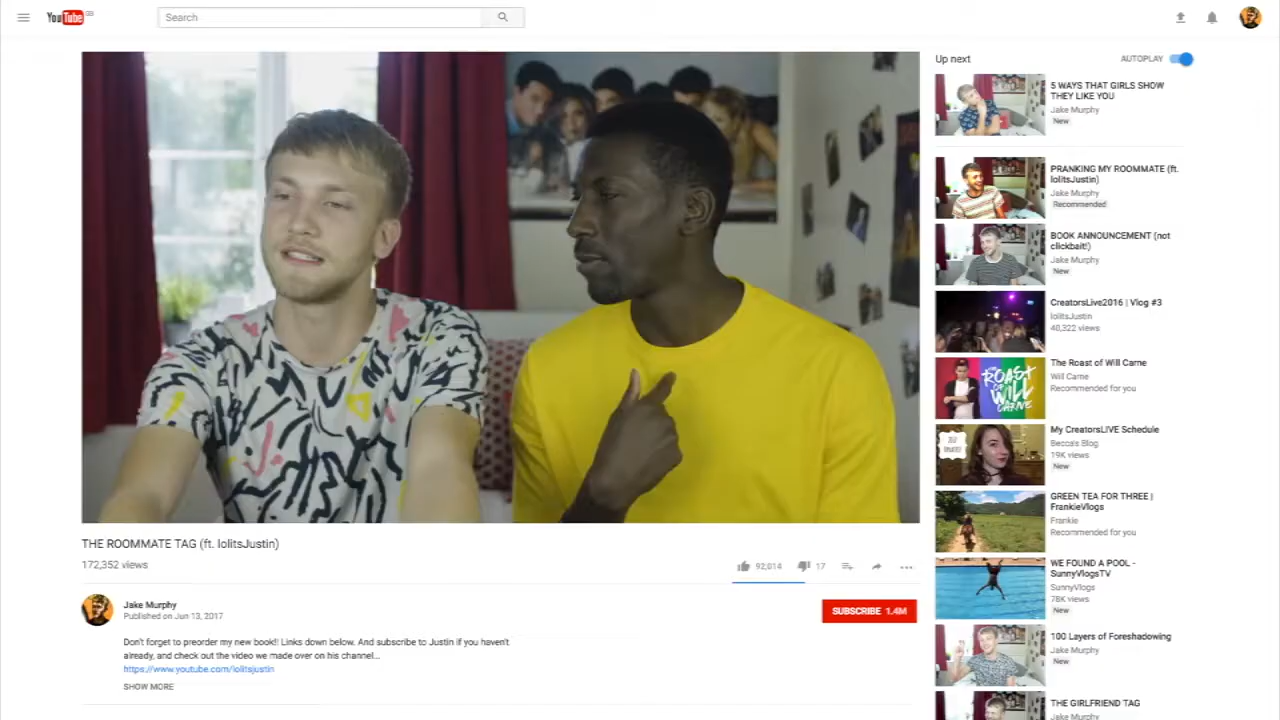 YouTube GB
Search
Up next
AUTOPLAY
5 WAYS THAT GIRLS SHOW
THEY LIKE YOU
Jake Murphy
New
PRANKING MY ROOMMATE (ft.
lolitsJustin)
Jake Murphy
Recommended
BOOK ANNOUNCEMENT (not
clickbait!)
Jake Murphy
New
CreatorsLive2016 | Vlog #3
lolitsJustin
40,322 views
ROAST
OF
WILL
CARNE
The Roast of Will Carne
Will Carne
Recommended for you
My CreatorsLIVE Schedule
Becca's Blog
19K views
New
GREEN TEA FOR THREE |
FrankieVlogs
Frankie
Recommended for you
WE FOUND A POOL -
SunnyVlogsTV
SunnyVlogs
78K views
New
100 Layers of Foreshadowing
Jake Murphy
New
THE GIRLFRIEND TAG
Jake Murphy
THE ROOMMATE TAG (ft. lolitsJustin)
172,352 views
92,014
17
Jake Murphy
Published on Jun 13, 2017
SUBSCRIBE 1.4M
Don't forget to preorder my new book!! Links down below. And subscribe to Justin if you haven't
already, and check out the video we made over on his channel...
https://www.youtube.com/lolitsjustin
SHOW MORE